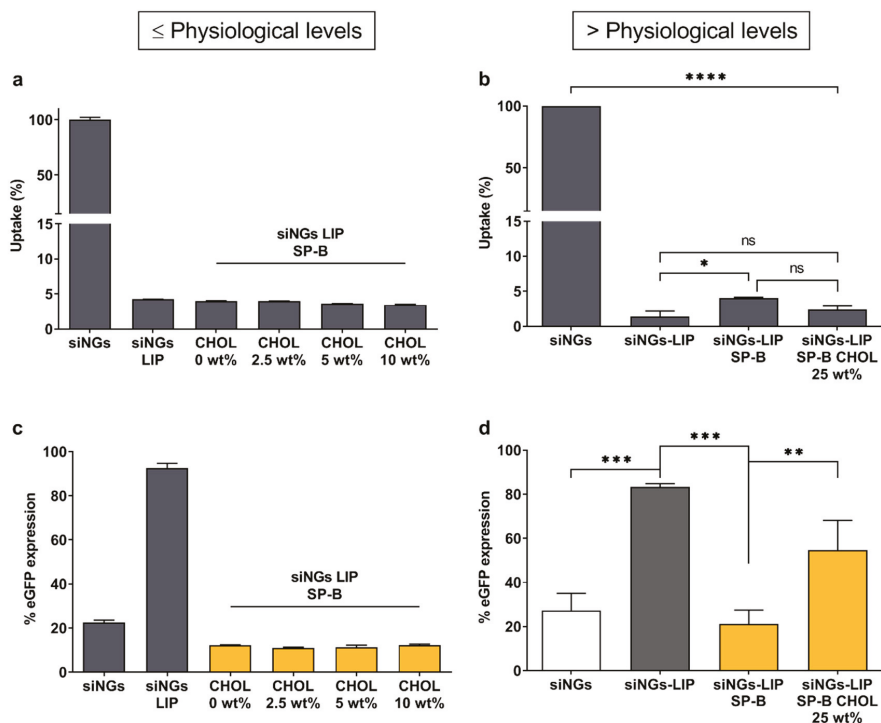 ≤ Physiological levels
> Physiological levels
a
Uptake (%)
100
50
15
10
5
0
siNGs LIP
SP-B
siNGs
siNGs
LIP
CHOL
0 wt%
CHOL
2.5 wt%
CHOL
5 wt%
CHOL
10 wt%
b
Uptake (%)
100
50
15
10
5
0
****
ns
*
ns
siNGs
siNGs-LIP
siNGs-LIP
SP-B
siNGs-LIP
SP-B CHOL
25 wt%
c
% eGFP expression
100
80
60
40
20
0
siNGs LIP
SP-B
siNGs
siNGs
LIP
CHOL
0 wt%
CHOL
2.5 wt%
CHOL
5 wt%
CHOL
10 wt%
d
% eGFP expression
100
80
60
40
20
0
***
***
**
siNGs
siNGs-LIP
siNGs-LIP
SP-B
siNGs-LIP
SP-B CHOL
25 wt%